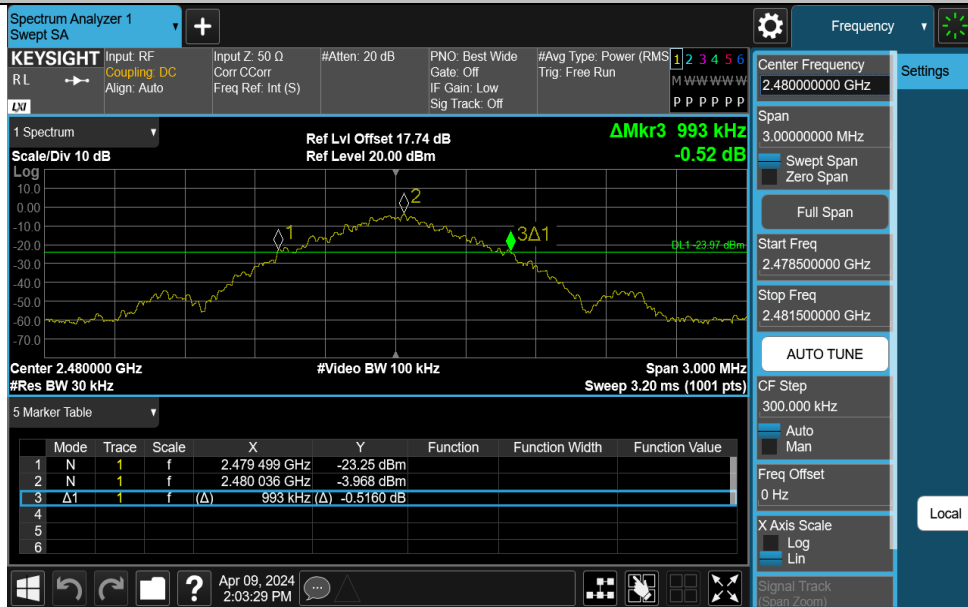 Spectrum Analyzer 1
Swept SA
+
Frequency
KEYSIGHT
RL
LXI
Input: RF
Coupling: DC
Align: Auto
Input Z: 50 Ω
Corr CCorr
Freq Ref: Int (S)
#Atten: 20 dB
PNO: Best Wide
Gate: Off
IF Gain: Low
Sig Track: Off
#Avg Type: Power (RMS
Trig: Free Run
1 2 3 4 5 6
M W W W W W
P P P P P P
1 Spectrum
Scale/Div 10 dB
Ref Lvl Offset 17.74 dB
Ref Level 20.00 dBm
ΔMkr3 993 kHz
-0.52 dB
Log
10.0
0.00
-10.0
-20.0
-30.0
-40.0
-50.0
-60.0
-70.0
1
2
3Δ1
DL1 -23.97 dBm
Center 2.480000 GHz
#Video BW 100 kHz
Span 3.000 MHz
#Res BW 30 kHz
Sweep 3.20 ms (1001 pts)
5 Marker Table
Mode Trace Scale X Y Function Function Width Function Value
1 N 1 f 2.479 499 GHz -23.25 dBm
2 N 1 f 2.480 036 GHz -3.968 dBm
3 Δ1 1 f (Δ) 993 kHz (Δ) -0.5160 dB
4
5
6
?
Apr 09, 2024
2:03:29 PM
Center Frequency
2.480000000 GHz
Span
3.00000000 MHz
Swept Span
Zero Span
Full Span
Start Freq
2.478500000 GHz
Stop Freq
2.481500000 GHz
AUTO TUNE
CF Step
300.000 kHz
Auto
Man
Freq Offset
0 Hz
X Axis Scale
Log
Lin
Signal Track
(Span Zoom)
Settings
Local